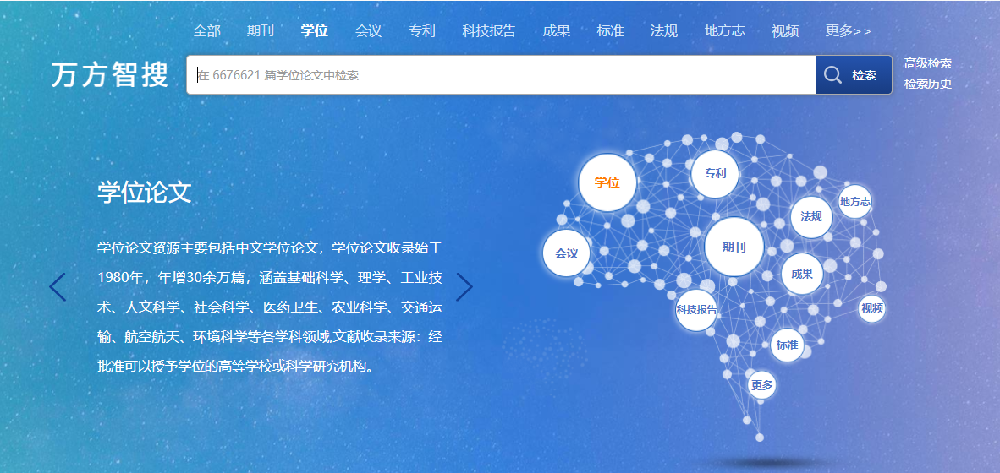 全部 期刊 学位 会议 专利 科技报告 成果 标准 法规 地方志 视频 更多>>
万方智搜
在 6676621 篇学位论文中检索
检索
高级检索
检索历史
学位论文
学位论文资源主要包括中文学位论文，学位论文收录始于
1980年，年增30余万篇，涵盖基础科学、理学、工业技
术、人文科学、社会科学、医药卫生、农业科学、交通运
输、航空航天、环境科学等各学科领域,文献收录来源：经
批准可以授予学位的高等学校或科学研究机构。
学位
专利
地方志
法规
会议
期刊
成果
科技报告
视频
标准
更多